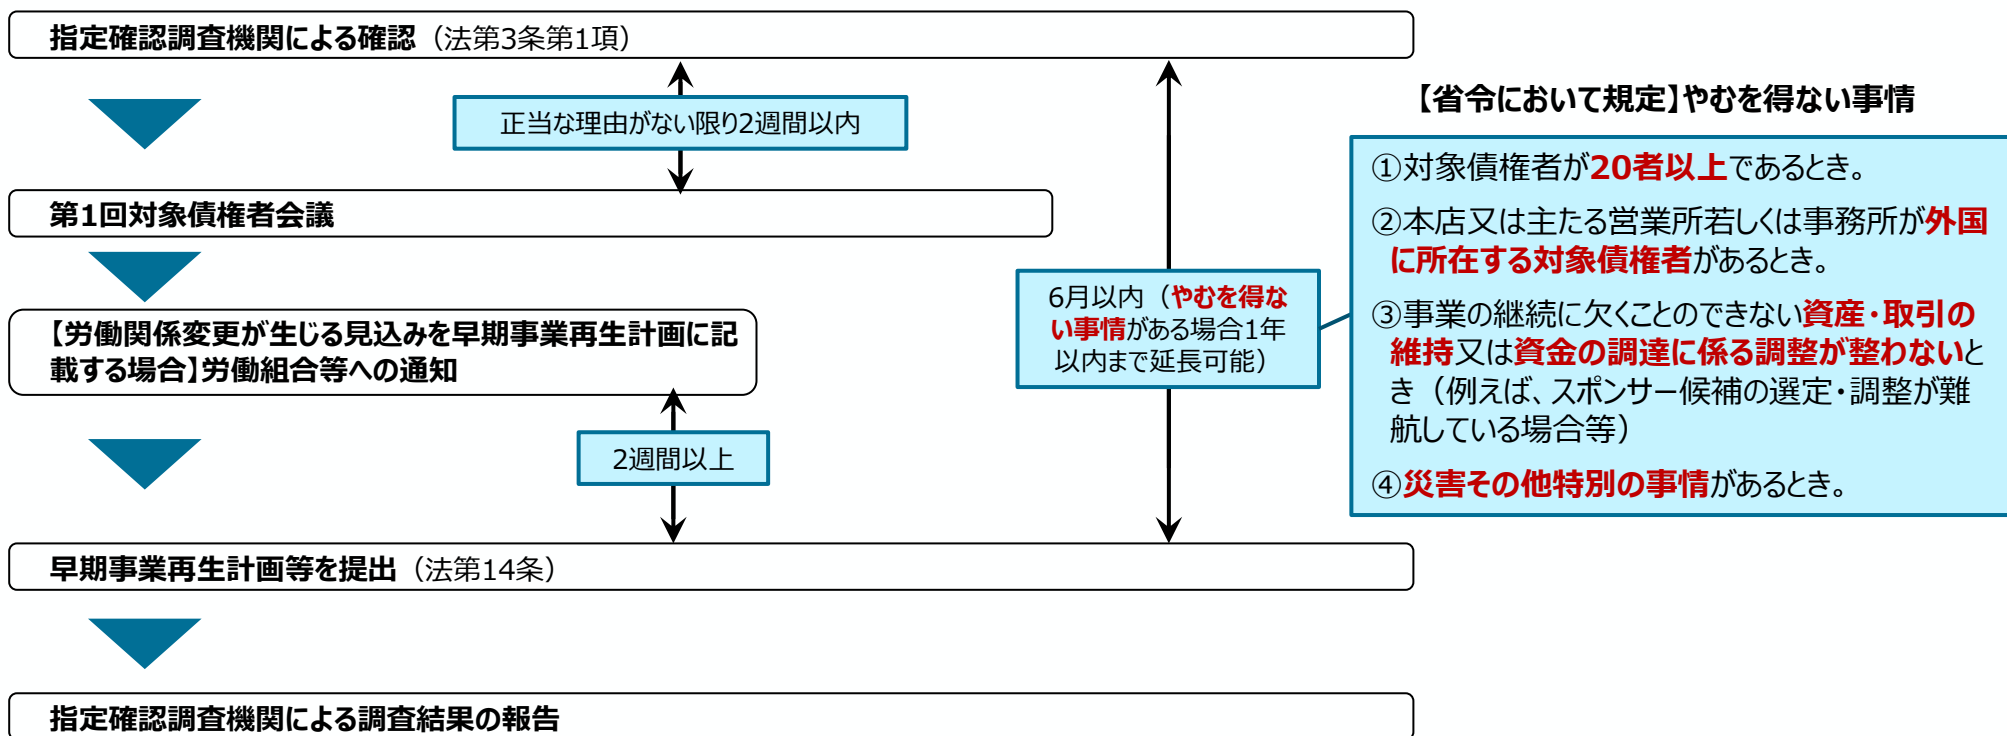 指定確認調査機関による確認（法第3条第1項）
正当な理由がない限り2週間以内
第1回対象債権者会議
【労働関係変更が生じる見込みを早期事業再生計画に記
載する場合】労働組合等への通知
2週間以上
6月以内（やむを得な
い事情がある場合1年
以内まで延長可能）
早期事業再生計画等を提出（法第14条）
指定確認調査機関による調査結果の報告
【省令において規定】やむを得ない事情
①対象債権者が20者以上であるとき。
②本店又は主たる営業所若しくは事務所が外国
に所在する対象債権者があるとき。
③事業の継続に欠くことのできない資産・取引の
維持又は資金の調達に係る調整が整わないと
き（例えば、スポンサー候補の選定・調整が難
航している場合等）
④災害その他特別の事情があるとき。